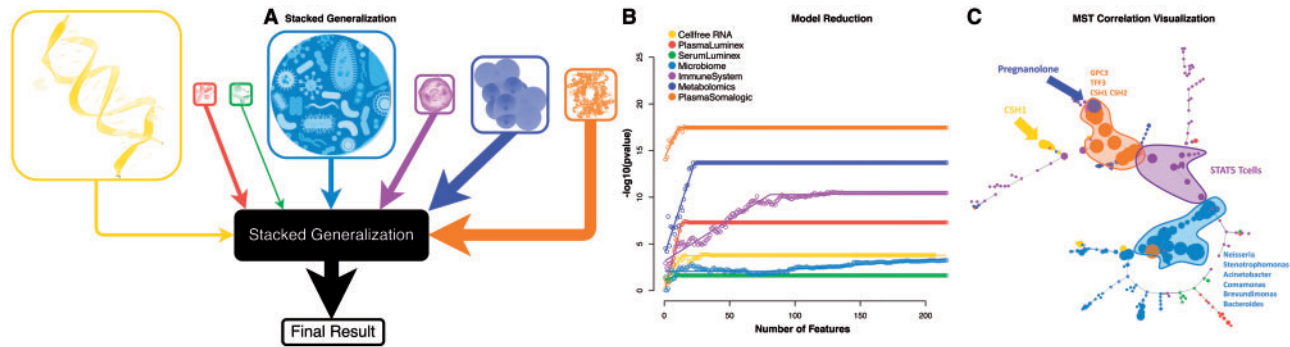 A Stacked Generalization
Stacked Generalization
Final Result
B Model Reduction
Cellfree RNA
PlasmaLuminex
SerumLuminex
Microbiome
ImmuneSystem
Metabolomics
PlasmaSomalogic
-log10(pvalue)
25
20
15
10
5
0
0 50 100 150 200
Number of Features
C MST Correlation Visualization
Pregnanolone
GPC3
TFF3
CSH1 CSH2
CSH1
STAT5 Tcells
Neisseria
Stenotrophomonas
Acinetobacter
Comamonas
Brevundimonas
Bacteroides